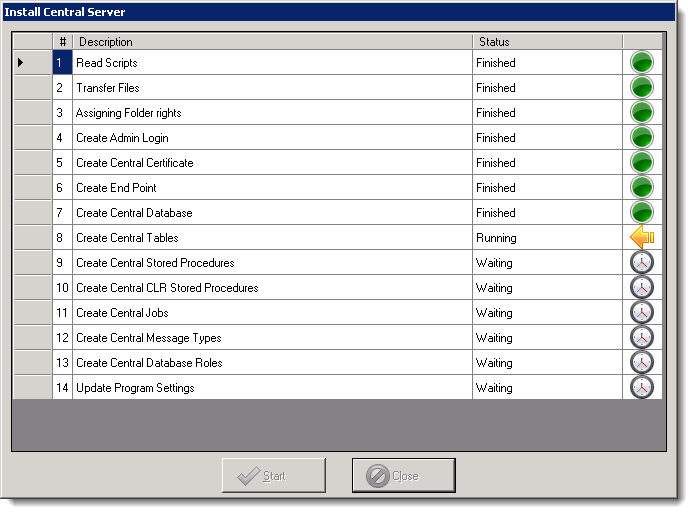 Install Central Server
# Description Status
1 Read Scripts Finished
2 Transfer Files Finished
3 Assigning Folder rights Finished
4 Create Admin Login Finished
5 Create Central Certificate Finished
6 Create End Point Finished
7 Create Central Database Finished
8 Create Central Tables Running
9 Create Central Stored Procedures Waiting
10 Create Central CLR Stored Procedures Waiting
11 Create Central Jobs Waiting
12 Create Central Message Types Waiting
13 Create Central Database Roles Waiting
14 Update Program Settings Waiting
Start Close